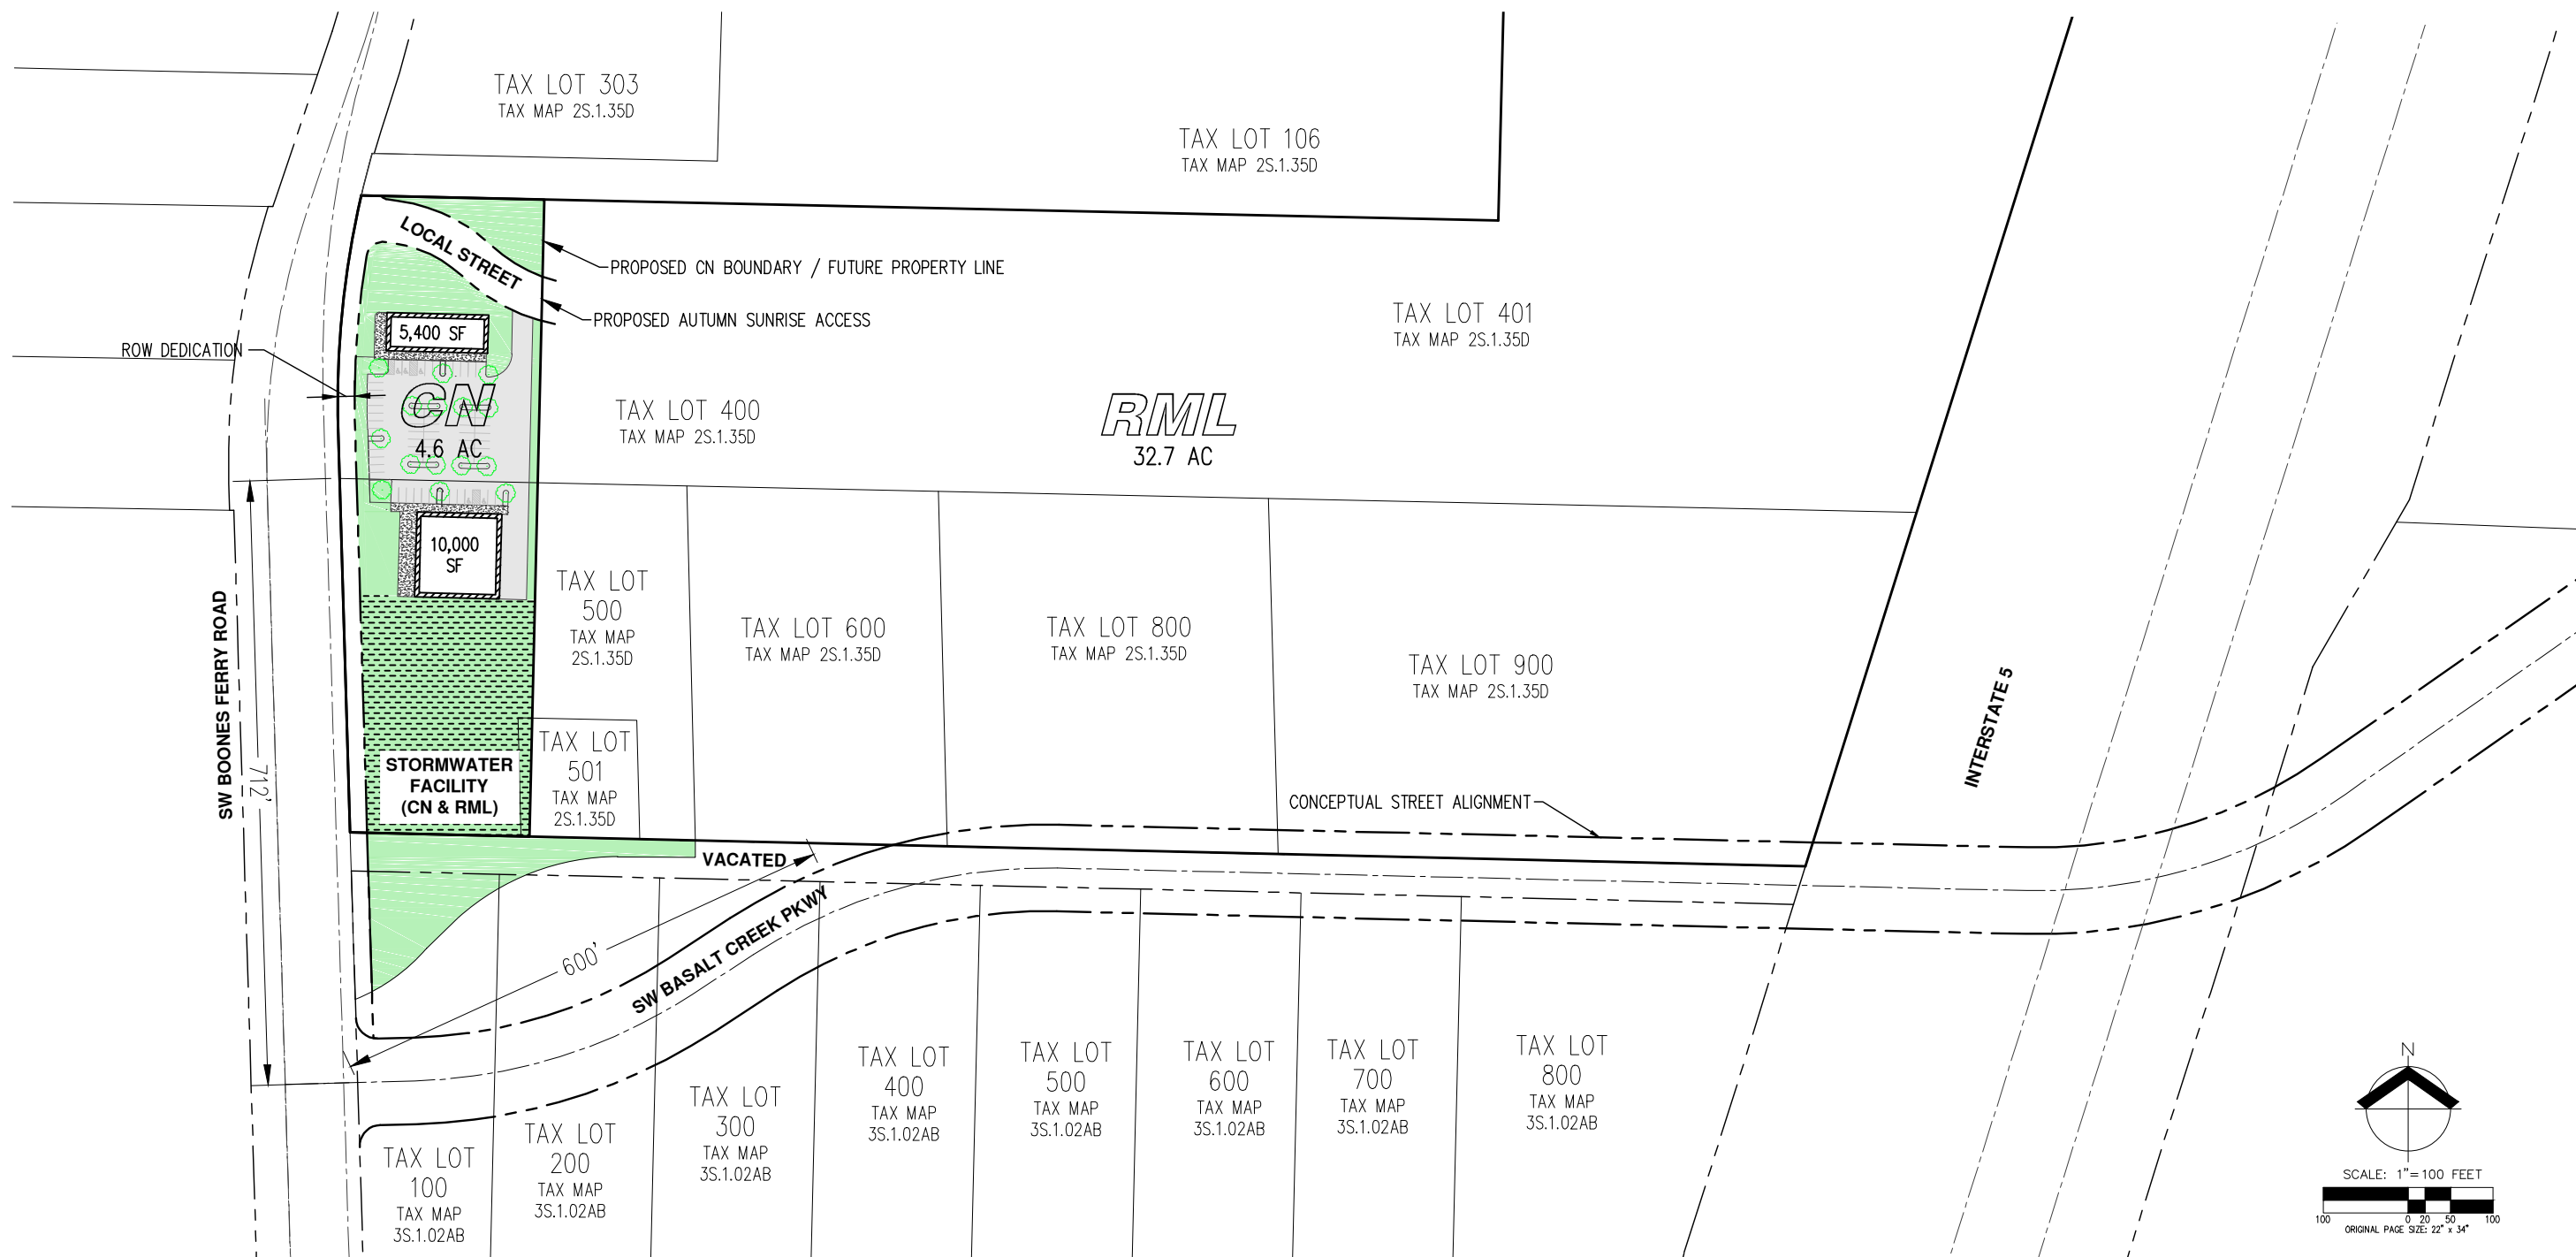 TAX LOT 303
TAX MAP 2S.1.35D
TAX LOT 106
TAX MAP 2S.1.35D
LOCAL STREET
PROPOSED CN BOUNDARY / FUTURE PROPERTY LINE
PROPOSED AUTUMN SUNRISE ACCESS
TAX LOT 401
TAX MAP 2S.1.35D
5,400 SF
ROW DEDICATION
CN
4.6 AC
TAX LOT 400
TAX MAP 2S.1.35D
RML
32.7 AC
10,000
SF
TAX LOT
500
TAX MAP
2S.1.35D
TAX LOT 600
TAX MAP 2S.1.35D
TAX LOT 800
TAX MAP 2S.1.35D
TAX LOT 900
TAX MAP 2S.1.35D
SW BOONES FERRY ROAD
712'
INTERSTATE 5
TAX LOT
501
TAX MAP
2S.1.35D
STORMWATER
FACILITY
(CN & RML)
CONCEPTUAL STREET ALIGNMENT
VACATED
600'
SW BASALT CREEK PKWY
TAX LOT
100
TAX MAP
3S.1.02AB
TAX LOT
200
TAX MAP
3S.1.02AB
TAX LOT
300
TAX MAP
3S.1.02AB
TAX LOT
400
TAX MAP
3S.1.02AB
TAX LOT
500
TAX MAP
3S.1.02AB
TAX LOT
600
TAX MAP
3S.1.02AB
TAX LOT
700
TAX MAP
3S.1.02AB
TAX LOT
800
TAX MAP
3S.1.02AB
N
SCALE: 1"=100 FEET
100 0 20 50 100
ORIGINAL PAGE SIZE: 22" x 34"